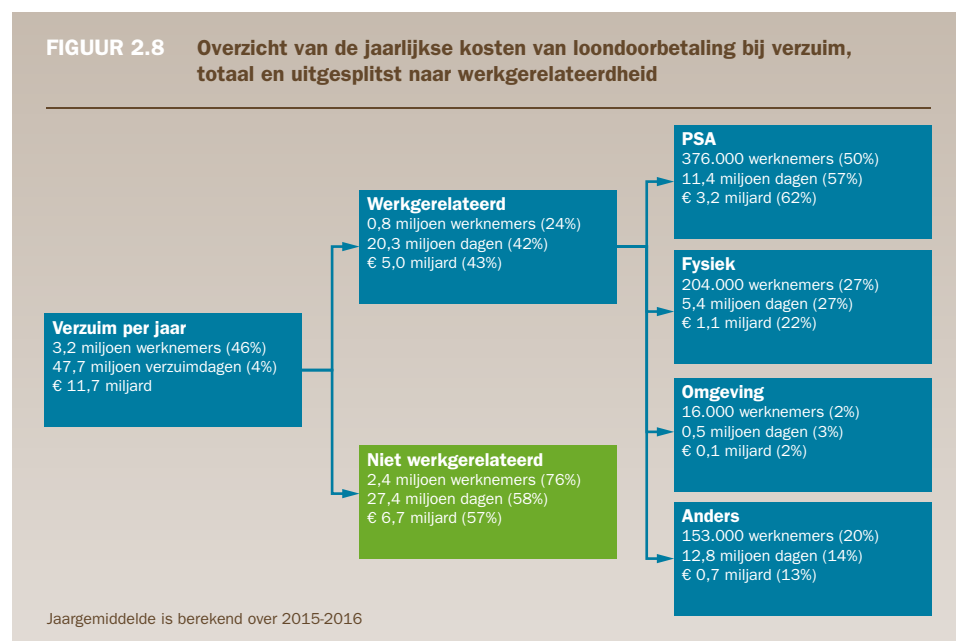 FIGUUR 2.8 Overzicht van de jaarlijkse kosten van loondoorbetaling bij verzuim,
totaal en uitgesplitst naar werkgerelateerdheid
Verzuim per jaar
3,2 miljoen werknemers (46%)
47,7 miljoen verzuimdagen (4%)
€ 11,7 miljard
Werkgerelateerd
0,8 miljoen werknemers (24%)
20,3 miljoen dagen (42%)
€ 5,0 miljard (43%)
Niet werkgerelateerd
2,4 miljoen werknemers (76%)
27,4 miljoen dagen (58%)
€ 6,7 miljard (57%)
PSA
376.000 werknemers (50%)
11,4 miljoen dagen (57%)
€ 3,2 miljard (62%)
Fysiek
204.000 werknemers (27%)
5,4 miljoen dagen (27%)
€ 1,1 miljard (22%)
Omgeving
16.000 werknemers (2%)
0,5 miljoen dagen (3%)
€ 0,1 miljard (2%)
Anders
153.000 werknemers (20%)
12,8 miljoen dagen (14%)
€ 0,7 miljard (13%)
Jaargemiddelde is berekend over 2015-2016